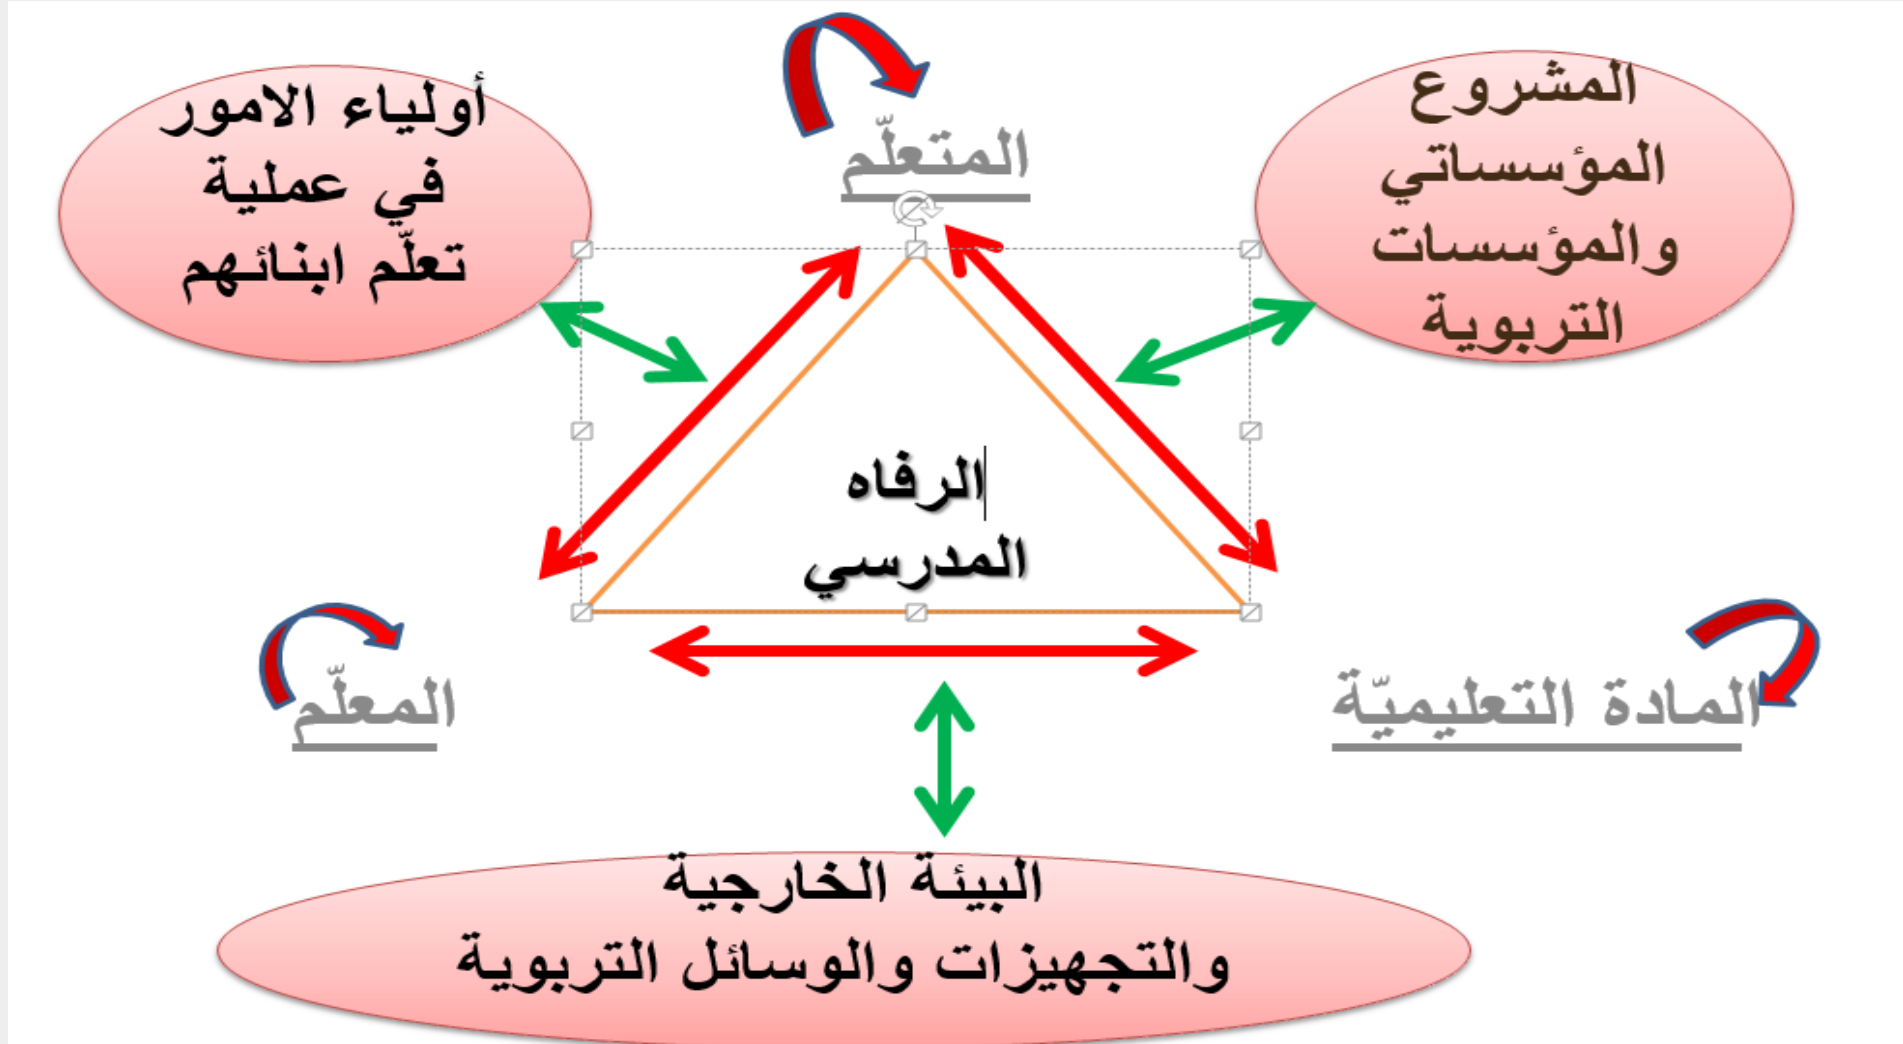 المتعلّم
المشروع
المؤسساتي
والمؤسسات
التربوية
أولياء الامور
في عملية
تعلّم ابنائهم
الرفاه
المدرسي
المادة التعليميّة
المعلّم
البيئة الخارجية
والتجهيزات والوسائل التربوية